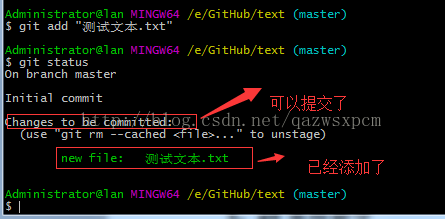 Administrator@lan MINGW64 /e/GitHub/text (master)
$ git add "测试文本.txt"
Administrator@lan MINGW64 /e/GitHub/text (master)
$ git status
On branch master
Initial commit
可以提交了
http://blog.csdn.net/qazwsxpcm
Changes to be committed:
(use "git rm --cached <file>..." to unstage)
new file: 测试文本.txt
已经添加了
Administrator@lan MINGW64 /e/GitHub/text (master)
$